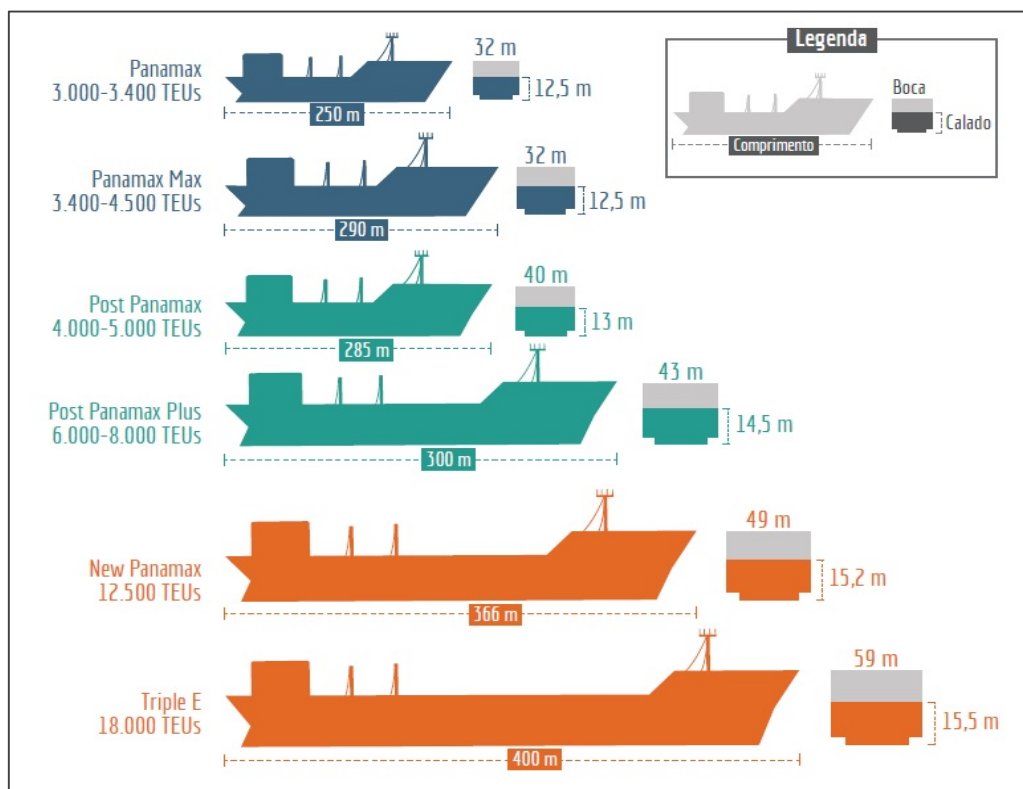 Legenda
Boca
Calado
Comprimento
Panamax
3.000-3.400 TEUs
250 m
32 m
12,5 m
Panamax Max
3.400-4.500 TEUs
290 m
32 m
12,5 m
Post Panamax
4.000-5.000 TEUs
285 m
40 m
13 m
Post Panamax Plus
6.000-8.000 TEUs
300 m
43 m
14,5 m
New Panamax
12.500 TEUs
366 m
49 m
15,2 m
Triple E
18.000 TEUs
400 m
59 m
15,5 m